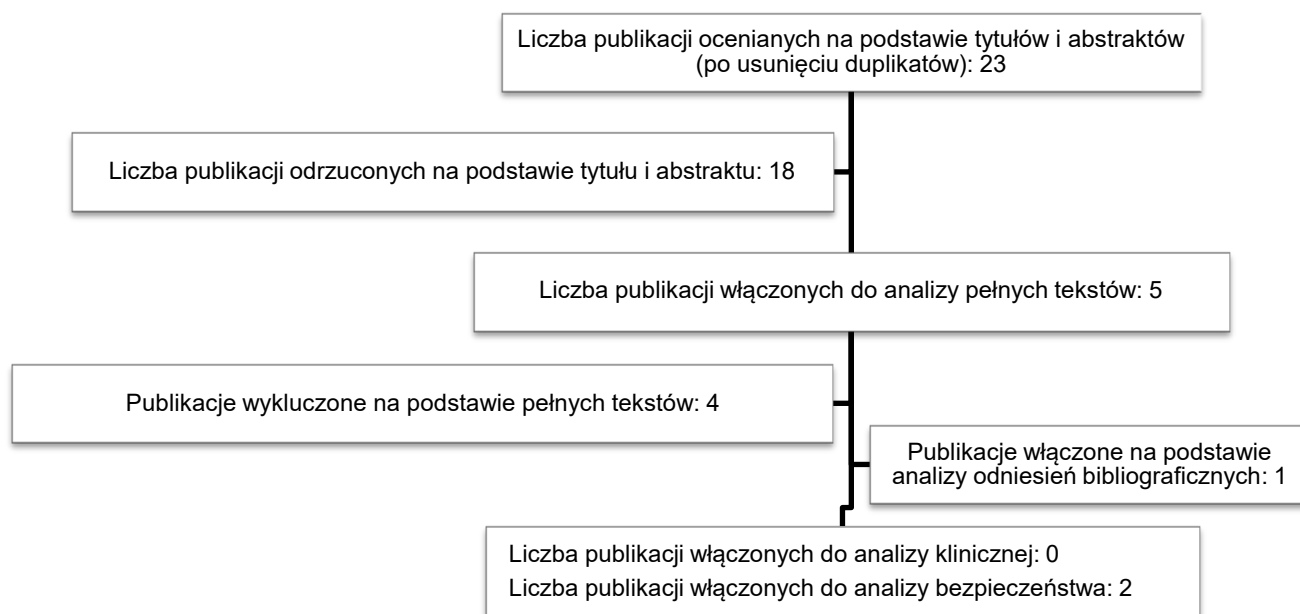 Liczba publikacji ocenianych na podstawie tytułów i abstraktów
(po usunięciu duplikatów): 23
Liczba publikacji odrzuconych na podstawie tytułu i abstraktu: 18
Liczba publikacji włączonych do analizy pełnych tekstów: 5
Publikacje wykluczone na podstawie pełnych tekstów: 4
Publikacje włączone na podstawie
analizy odniesień bibliograficznych: 1
Liczba publikacji włączonych do analizy klinicznej: 0
Liczba publikacji włączonych do analizy bezpieczeństwa: 2